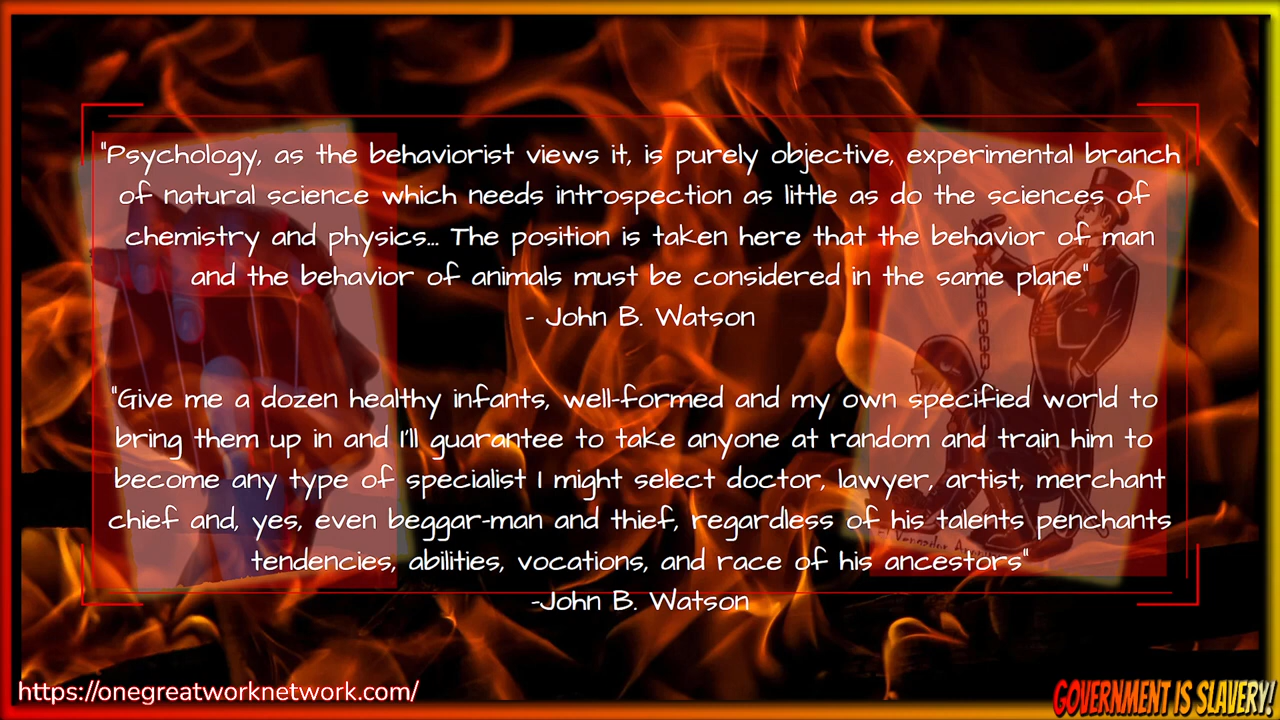 "Psychology, as the behaviorist views it, is purely objective, experimental branch
of natural science which needs introspection as little as do the sciences of
chemistry and physics... The position is taken here that the behavior of man
and the behavior of animals must be considered in the same plane"
- John B. Watson
"Give me a dozen healthy infants, well-formed and my own specified world to
bring them up in and I'll guarantee to take anyone at random and train him to
become any type of specialist I might select doctor, lawyer, artist, merchant
chief and, yes, even beggar-man and thief, regardless of his talents penchants
tendencies, abilities, vocations, and race of his ancestors"
-John B. Watson
https://onegreatworknetwork.com/
GOVERNMENT IS SLAVERY!